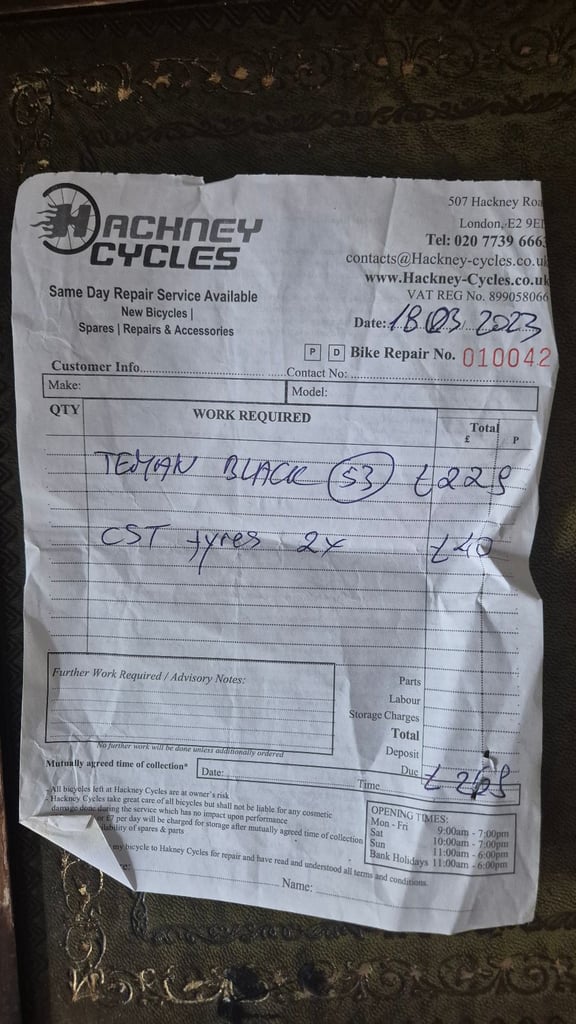 HACKNEY
CYCLES
507 Hackney Roa
London, E2 9E
Tel: 020 7739 666
contacts@Hackney-cycles.co.uk
www.Hackney-Cycles.co.uk
VAT REG No. 899058066
Same Day Repair Service Available
New Bicycles |
Spares | Repairs & Accessories
Date: 18/03/2023
P D Bike Repair No. 010042
Customer Info. Contact No:
Make: Model:
QTY WORK REQUIRED Total
£ P
TEMAN BLACK 53 £229
CST tyres 2x £40
Further Work Required / Advisory Notes:
Parts
Labour
Storage Charges
Total
Deposit
No further work will be done unless additionally ordered
Due £269
Mutually agreed time of collection* Date: Time
- All bicycles left at Hackney Cycles are at owner's risk
- Hackney Cycles take great care of all bicycles but shall not be liable for any cosmetic
damage done during the service which has no impact upon performance
or £7 per day will be charged for storage after mutually agreed time of collection
ilability of spares & parts
my bicycle to Hakney Cycles for repair and have read and understood all terms and conditions.
Name:
OPENING TIMES:
Mon - Fri 9:00am - 7:00pm
Sat 10:00am - 7:00pm
Sun 11:00am - 6:00pm
Bank Holidays 11:00am - 6:00pm